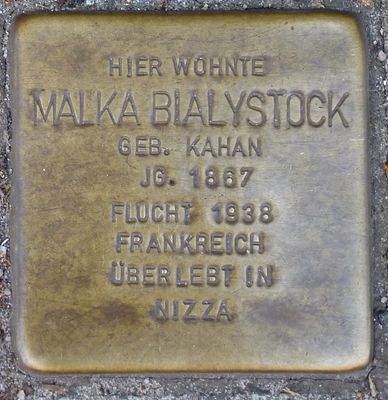 HIER WOHNTE
MALKA BIALYSTOCK
GEB. KAHAN
JG. 1867
FLUCHT 1938
FRANKREICH
ÜBERLEBT IN
NIZZA